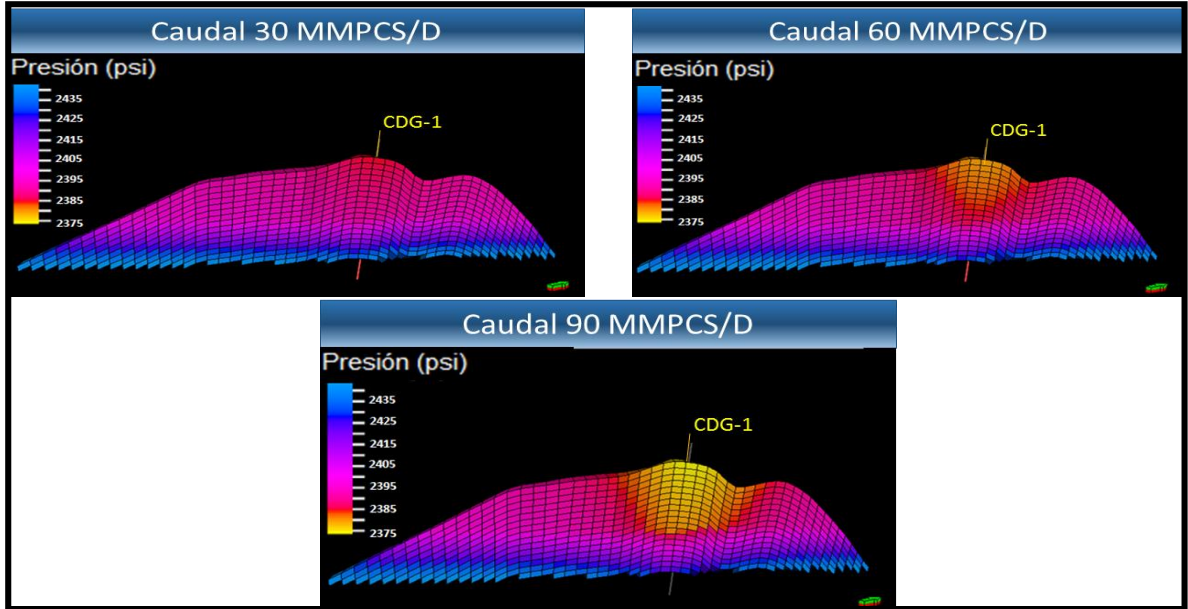 Caudal 30 MMPCS/D
Presión (psi)
2435
2425
2415
2405
2395
2385
2375
CDG-1
Caudal 60 MMPCS/D
Presión (psi)
2435
2425
2415
2405
2395
2385
2375
CDG-1
Caudal 90 MMPCS/D
Presión (psi)
2435
2425
2415
2405
2395
2385
2375
CDG-1